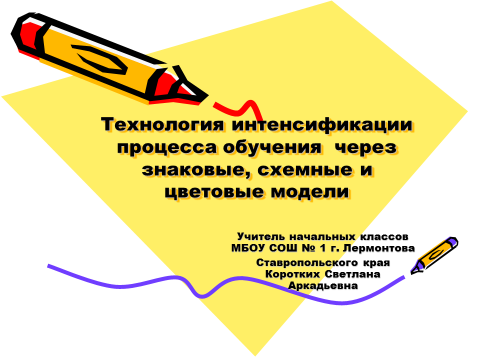 Технология интенсификации
процесса обучения  через
знаковые, схемные и
цветовые модели
Учитель начальных классов
МБОУ СОШ № 1 г. Лермонтова
Ставропольского края
Коротких Светлана
Аркадьевна